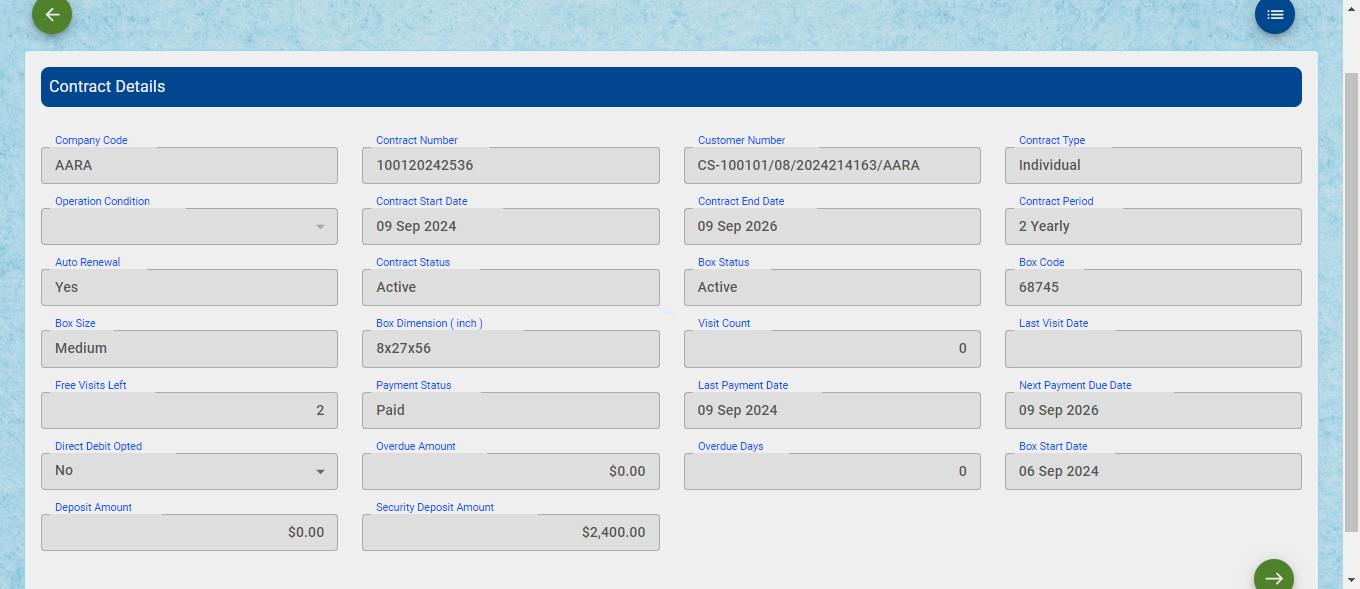 Contract Details
Company Code Contract Number Customer Number Contract Type
AARA 100120242536 CS-100101/08/2024214163/AARA Individual
Operation Condition Contract Start Date Contract End Date Contract Period
09 Sep 2024 09 Sep 2026 2 Yearly
Auto Renewal Contract Status Box Status Box Code
Yes Active Active 68745
Box Size Box Dimension ( inch ) Visit Count Last Visit Date
Medium 8x27x56 0
Free Visits Left Payment Status Last Payment Date Next Payment Due Date
2 Paid 09 Sep 2024 09 Sep 2026
Direct Debit Opted Overdue Amount Overdue Days Box Start Date
No $0.00 0 06 Sep 2024
Deposit Amount Security Deposit Amount
$0.00 $2,400.00